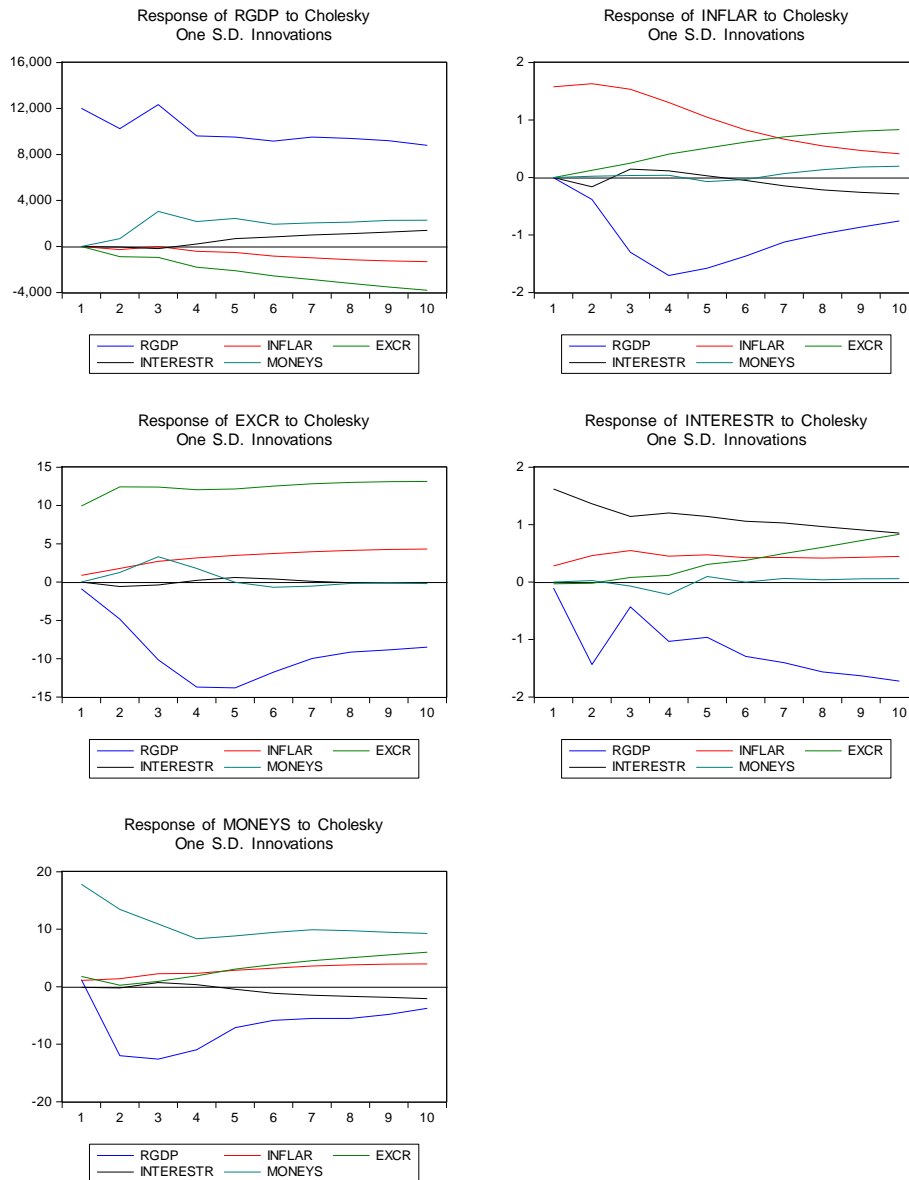 Response of RGDP to Cholesky
One S.D. Innovations
16,000
12,000
8,000
4,000
0
-4,000
1 2 3 4 5 6 7 8 9 10
RGDP INFLAR EXCR
INTERESTR MONEYS
Response of INFLAR to Cholesky
One S.D. Innovations
2
1
0
-1
-2
1 2 3 4 5 6 7 8 9 10
RGDP INFLAR EXCR
INTERESTR MONEYS
Response of EXCR to Cholesky
One S.D. Innovations
15
10
5
0
-5
-10
-15
1 2 3 4 5 6 7 8 9 10
RGDP INFLAR EXCR
INTERESTR MONEYS
Response of INTERESTR to Cholesky
One S.D. Innovations
2
1
0
-1
-2
1 2 3 4 5 6 7 8 9 10
RGDP INFLAR EXCR
INTERESTR MONEYS
Response of MONEYS to Cholesky
One S.D. Innovations
20
10
0
-10
-20
1 2 3 4 5 6 7 8 9 10
RGDP INFLAR EXCR
INTERESTR MONEYS